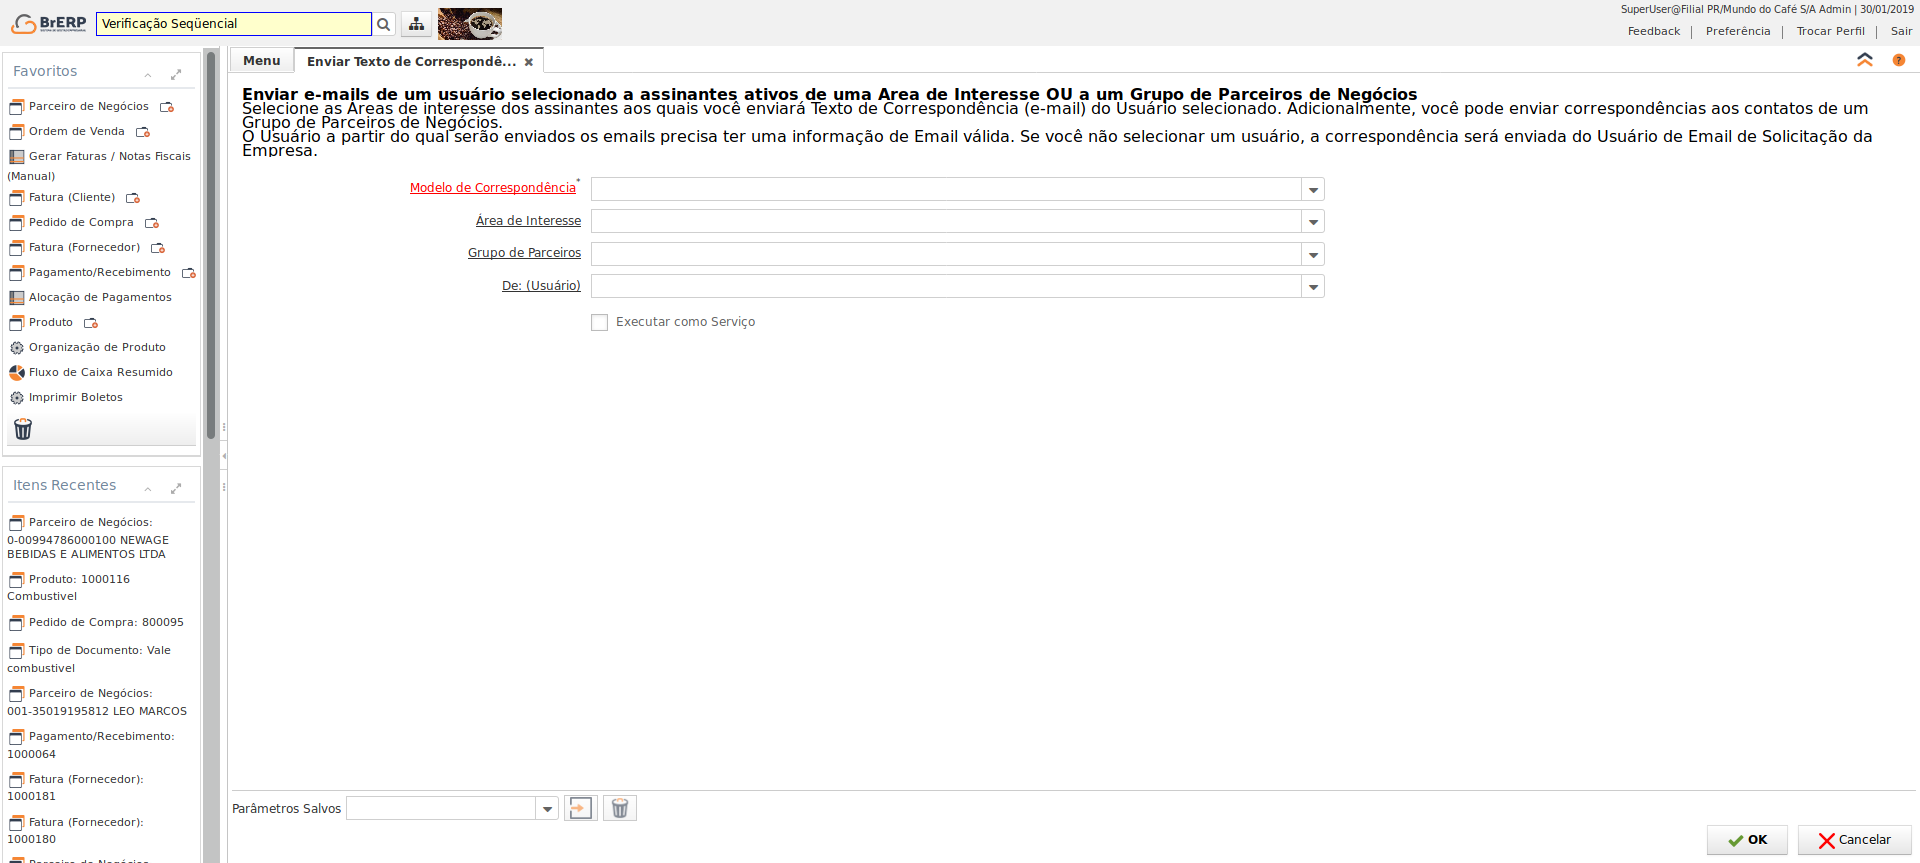 BrERP
Verificação Seqüencial
SuperUser@Filial PR/Mundo do Café S/A Admin | 30/01/2019
Feedback | Preferência | Trocar Perfil | Sair
Favoritos
Parceiro de Negócios
Ordem de Venda
Gerar Faturas / Notas Fiscais
(Manual)
Fatura (Cliente)
Pedido de Compra
Fatura (Fornecedor)
Pagamento/Recebimento
Alocação de Pagamentos
Produto
Organização de Produto
Fluxo de Caixa Resumido
Imprimir Boletos
Itens Recentes
Parceiro de Negócios:
0-00994786000100 NEWAGE
BEBIDAS E ALIMENTOS LTDA
Produto: 1000116
Combustivel
Pedido de Compra: 800095
Tipo de Documento: Vale
combustivel
Parceiro de Negócios:
001-35019195812 LEO MARCOS
Pagamento/Recebimento:
1000064
Fatura (Fornecedor):
1000181
Fatura (Fornecedor):
1000180
Parceiro de Negócios
Menu
Enviar Texto de Correspondê...
Enviar e-mails de um usuário selecionado a assinantes ativos de uma Area de Interesse OU a um Grupo de Parceiros de Negócios
Selecione as Áreas de interesse dos assinantes aos quais você enviará Texto de Correspondência (e-mail) do Usuário selecionado. Adicionalmente, você pode enviar correspondências aos contatos de um
Grupo de Parceiros de Negócios.
O Usuário a partir do qual serão enviados os emails precisa ter uma informação de Email válida. Se você não selecionar um usuário, a correspondência será enviada do Usuário de Email de Solicitação da
Empresa.
Modelo de Correspondência*
Área de Interesse
Grupo de Parceiros
De: (Usuário)
Executar como Serviço
Parâmetros Salvos
OK
Cancelar